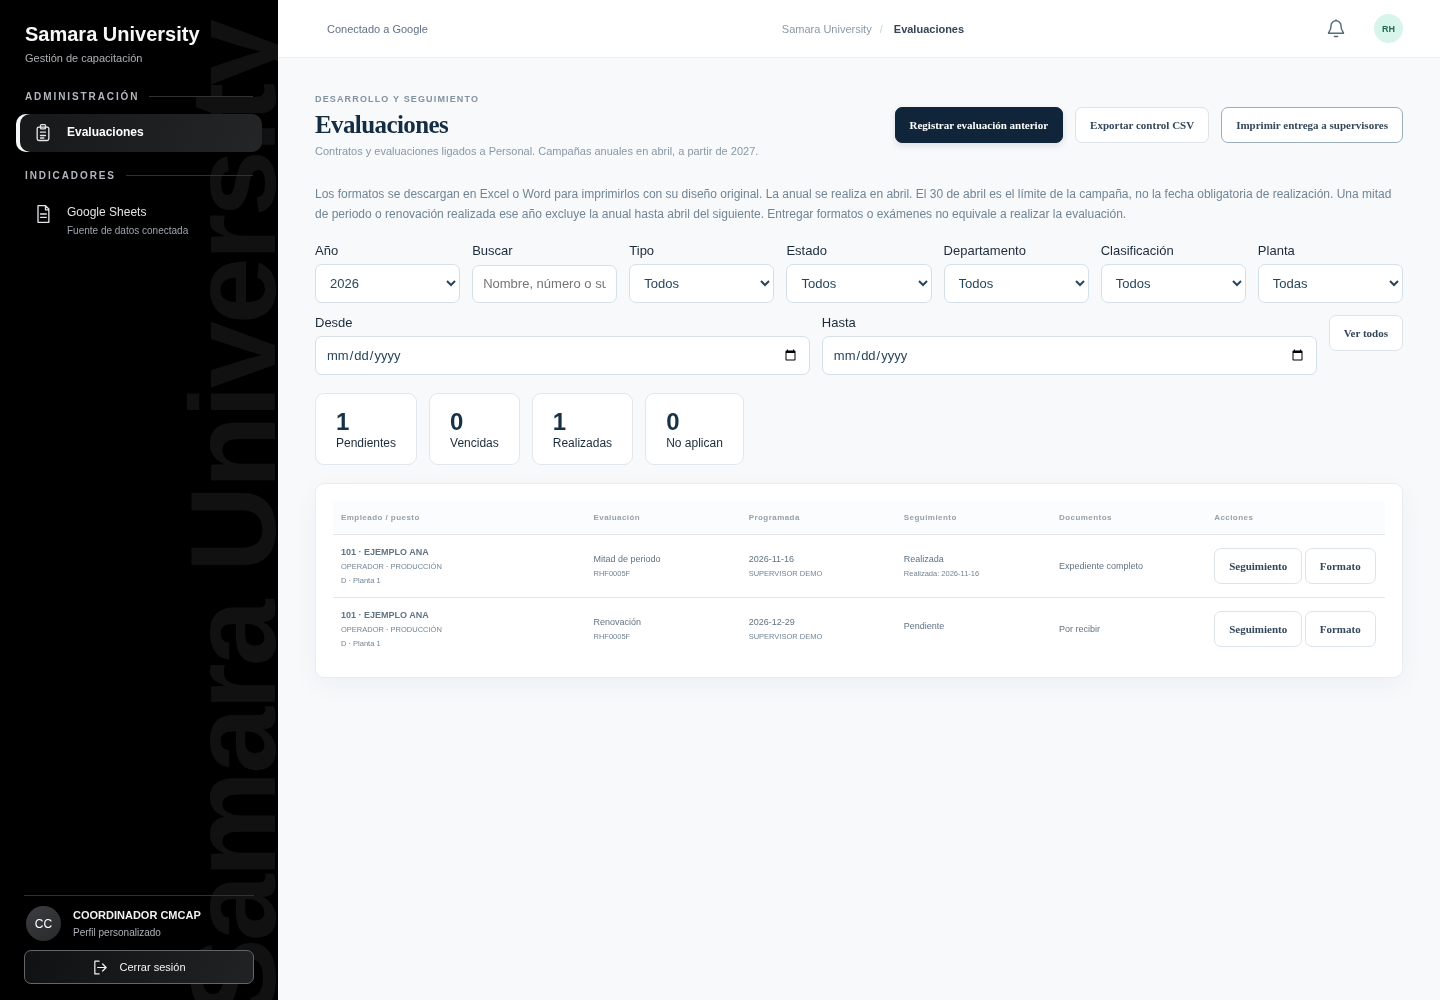 Samara University
Gestión de capacitación
ADMINISTRACIÓN
Evaluaciones
INDICADORES
Google Sheets
Fuente de datos conectada
Samara University
CC
COORDINADOR CMCAP
Perfil personalizado
Cerrar sesión
Conectado a Google
Samara University / Evaluaciones
RH
DESARROLLO Y SEGUIMIENTO
Evaluaciones
Contratos y evaluaciones ligados a Personal. Campañas anuales en abril, a partir de 2027.
Registrar evaluación anterior
Exportar control CSV
Imprimir entrega a supervisores
Los formatos se descargan en Excel o Word para imprimirlos con su diseño original. La anual se realiza en abril. El 30 de abril es el límite de la campaña, no la fecha obligatoria de realización. Una mitad
de periodo o renovación realizada ese año excluye la anual hasta abril del siguiente. Entregar formatos o exámenes no equivale a realizar la evaluación.
Año Buscar Tipo Estado Departamento Clasificación Planta
2026 Nombre, número o su Todos Todos Todos Todos Todas
Desde Hasta
mm/dd/yyyy mm/dd/yyyy Ver todos
1 0 1 0
Pendientes Vencidas Realizadas No aplican
Empleado / puesto Evaluación Programada Seguimiento Documentos Acciones
101 · EJEMPLO ANA
OPERADOR · PRODUCCIÓN
D · Planta 1
Mitad de periodo
RHF0005F
2026-11-16
SUPERVISOR DEMO
Realizada
Realizada: 2026-11-16
Expediente completo
Seguimiento Formato
101 · EJEMPLO ANA
OPERADOR · PRODUCCIÓN
D · Planta 1
Renovación
RHF0005F
2026-12-29
SUPERVISOR DEMO
Pendiente
Por recibir
Seguimiento Formato